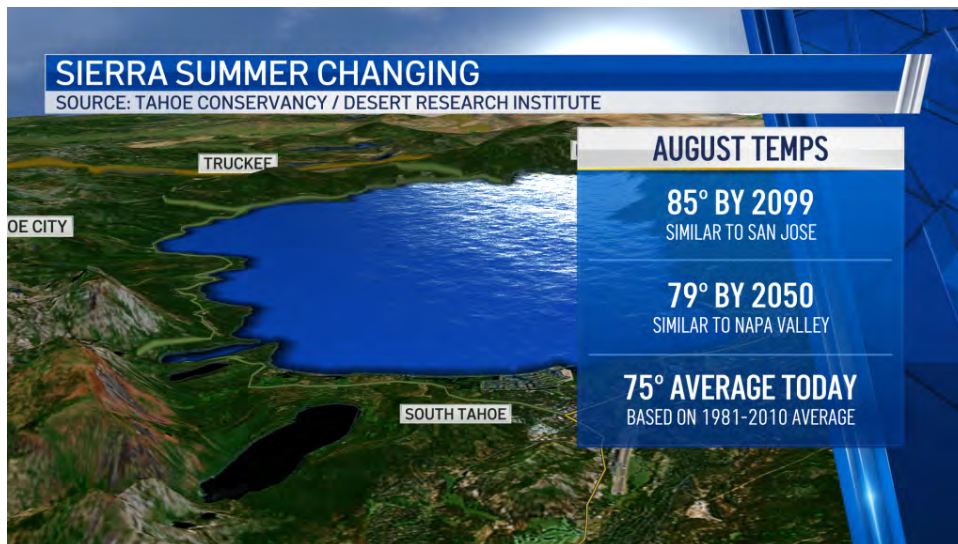 SIERRA SUMMER CHANGING
SOURCE: TAHOE CONSERVANCY / DESERT RESEARCH INSTITUTE
TRUCKEE
OE CITY
SOUTH TAHOE
AUGUST TEMPS
85° BY 2099
SIMILAR TO SAN JOSE
79° BY 2050
SIMILAR TO NAPA VALLEY
75° AVERAGE TODAY
BASED ON 1981-2010 AVERAGE